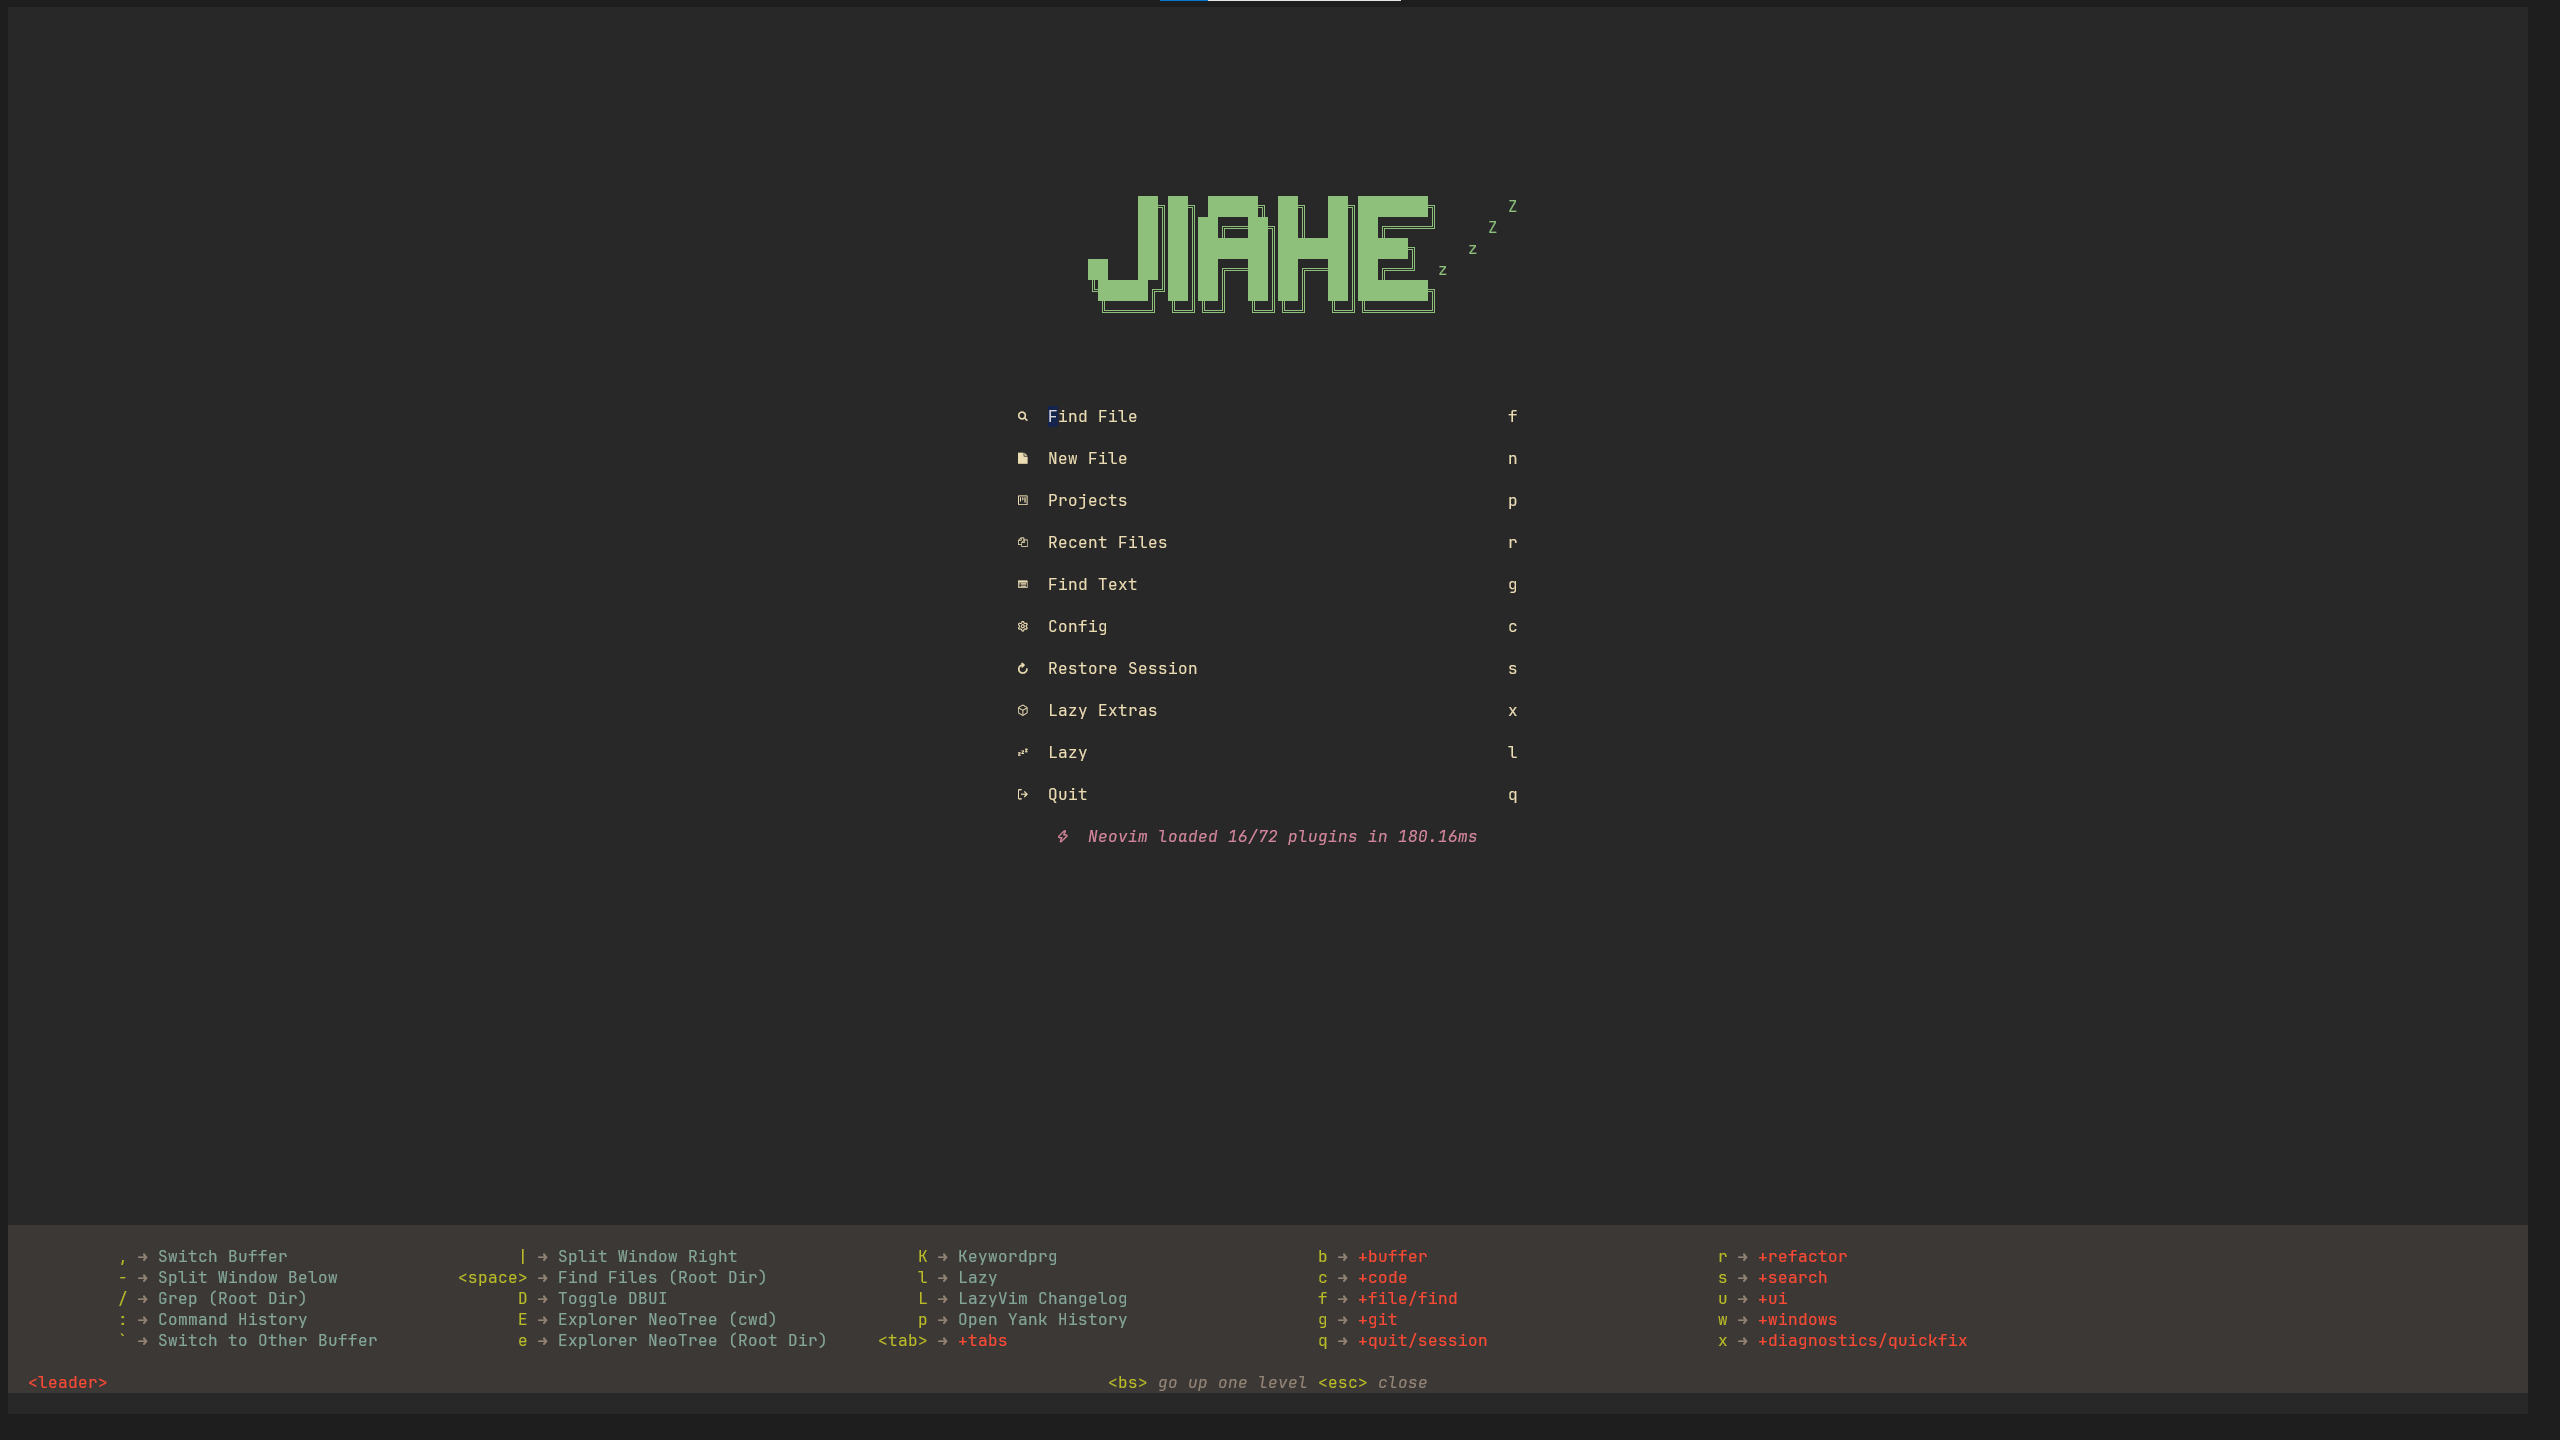 JIAHE
Z
Z
z
z
Find File f
New File n
Projects p
Recent Files r
Find Text g
Config c
Restore Session s
Lazy Extras x
Lazy l
Quit q
Neovim loaded 16/72 plugins in 180.16ms
, ➜ Switch Buffer | ➜ Split Window Right K ➜ Keywordprg b ➜ +buffer r ➜ +refactor
- ➜ Split Window Below <space> ➜ Find Files (Root Dir) l ➜ Lazy c ➜ +code s ➜ +search
/ ➜ Grep (Root Dir) D ➜ Toggle DBUI L ➜ LazyVim Changelog f ➜ +file/find u ➜ +ui
: ➜ Command History E ➜ Explorer NeoTree (cwd) p ➜ Open Yank History g ➜ +git w ➜ +windows
` ➜ Switch to Other Buffer e ➜ Explorer NeoTree (Root Dir) <tab> ➜ +tabs q ➜ +quit/session x ➜ +diagnostics/quickfix
<leader> <bs> go up one level <esc> close